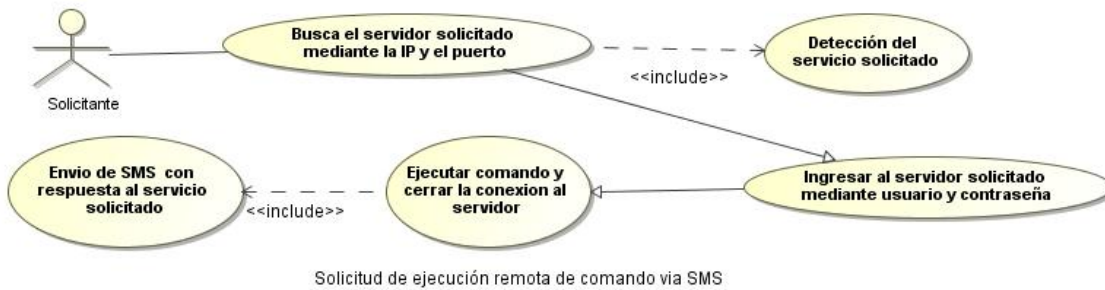 Busca el servidor solicitado
mediante la IP y el puerto
Detección del
servicio solicitado
<<include>>
Solicitante
Envio de SMS con
respuesta al servicio
solicitado
<<include>>
Ejecutar comando y
cerrar la conexion al
servidor
Ingresar al servidor solicitado
mediante usuario y contraseña
Solicitud de ejecución remota de comando via SMS